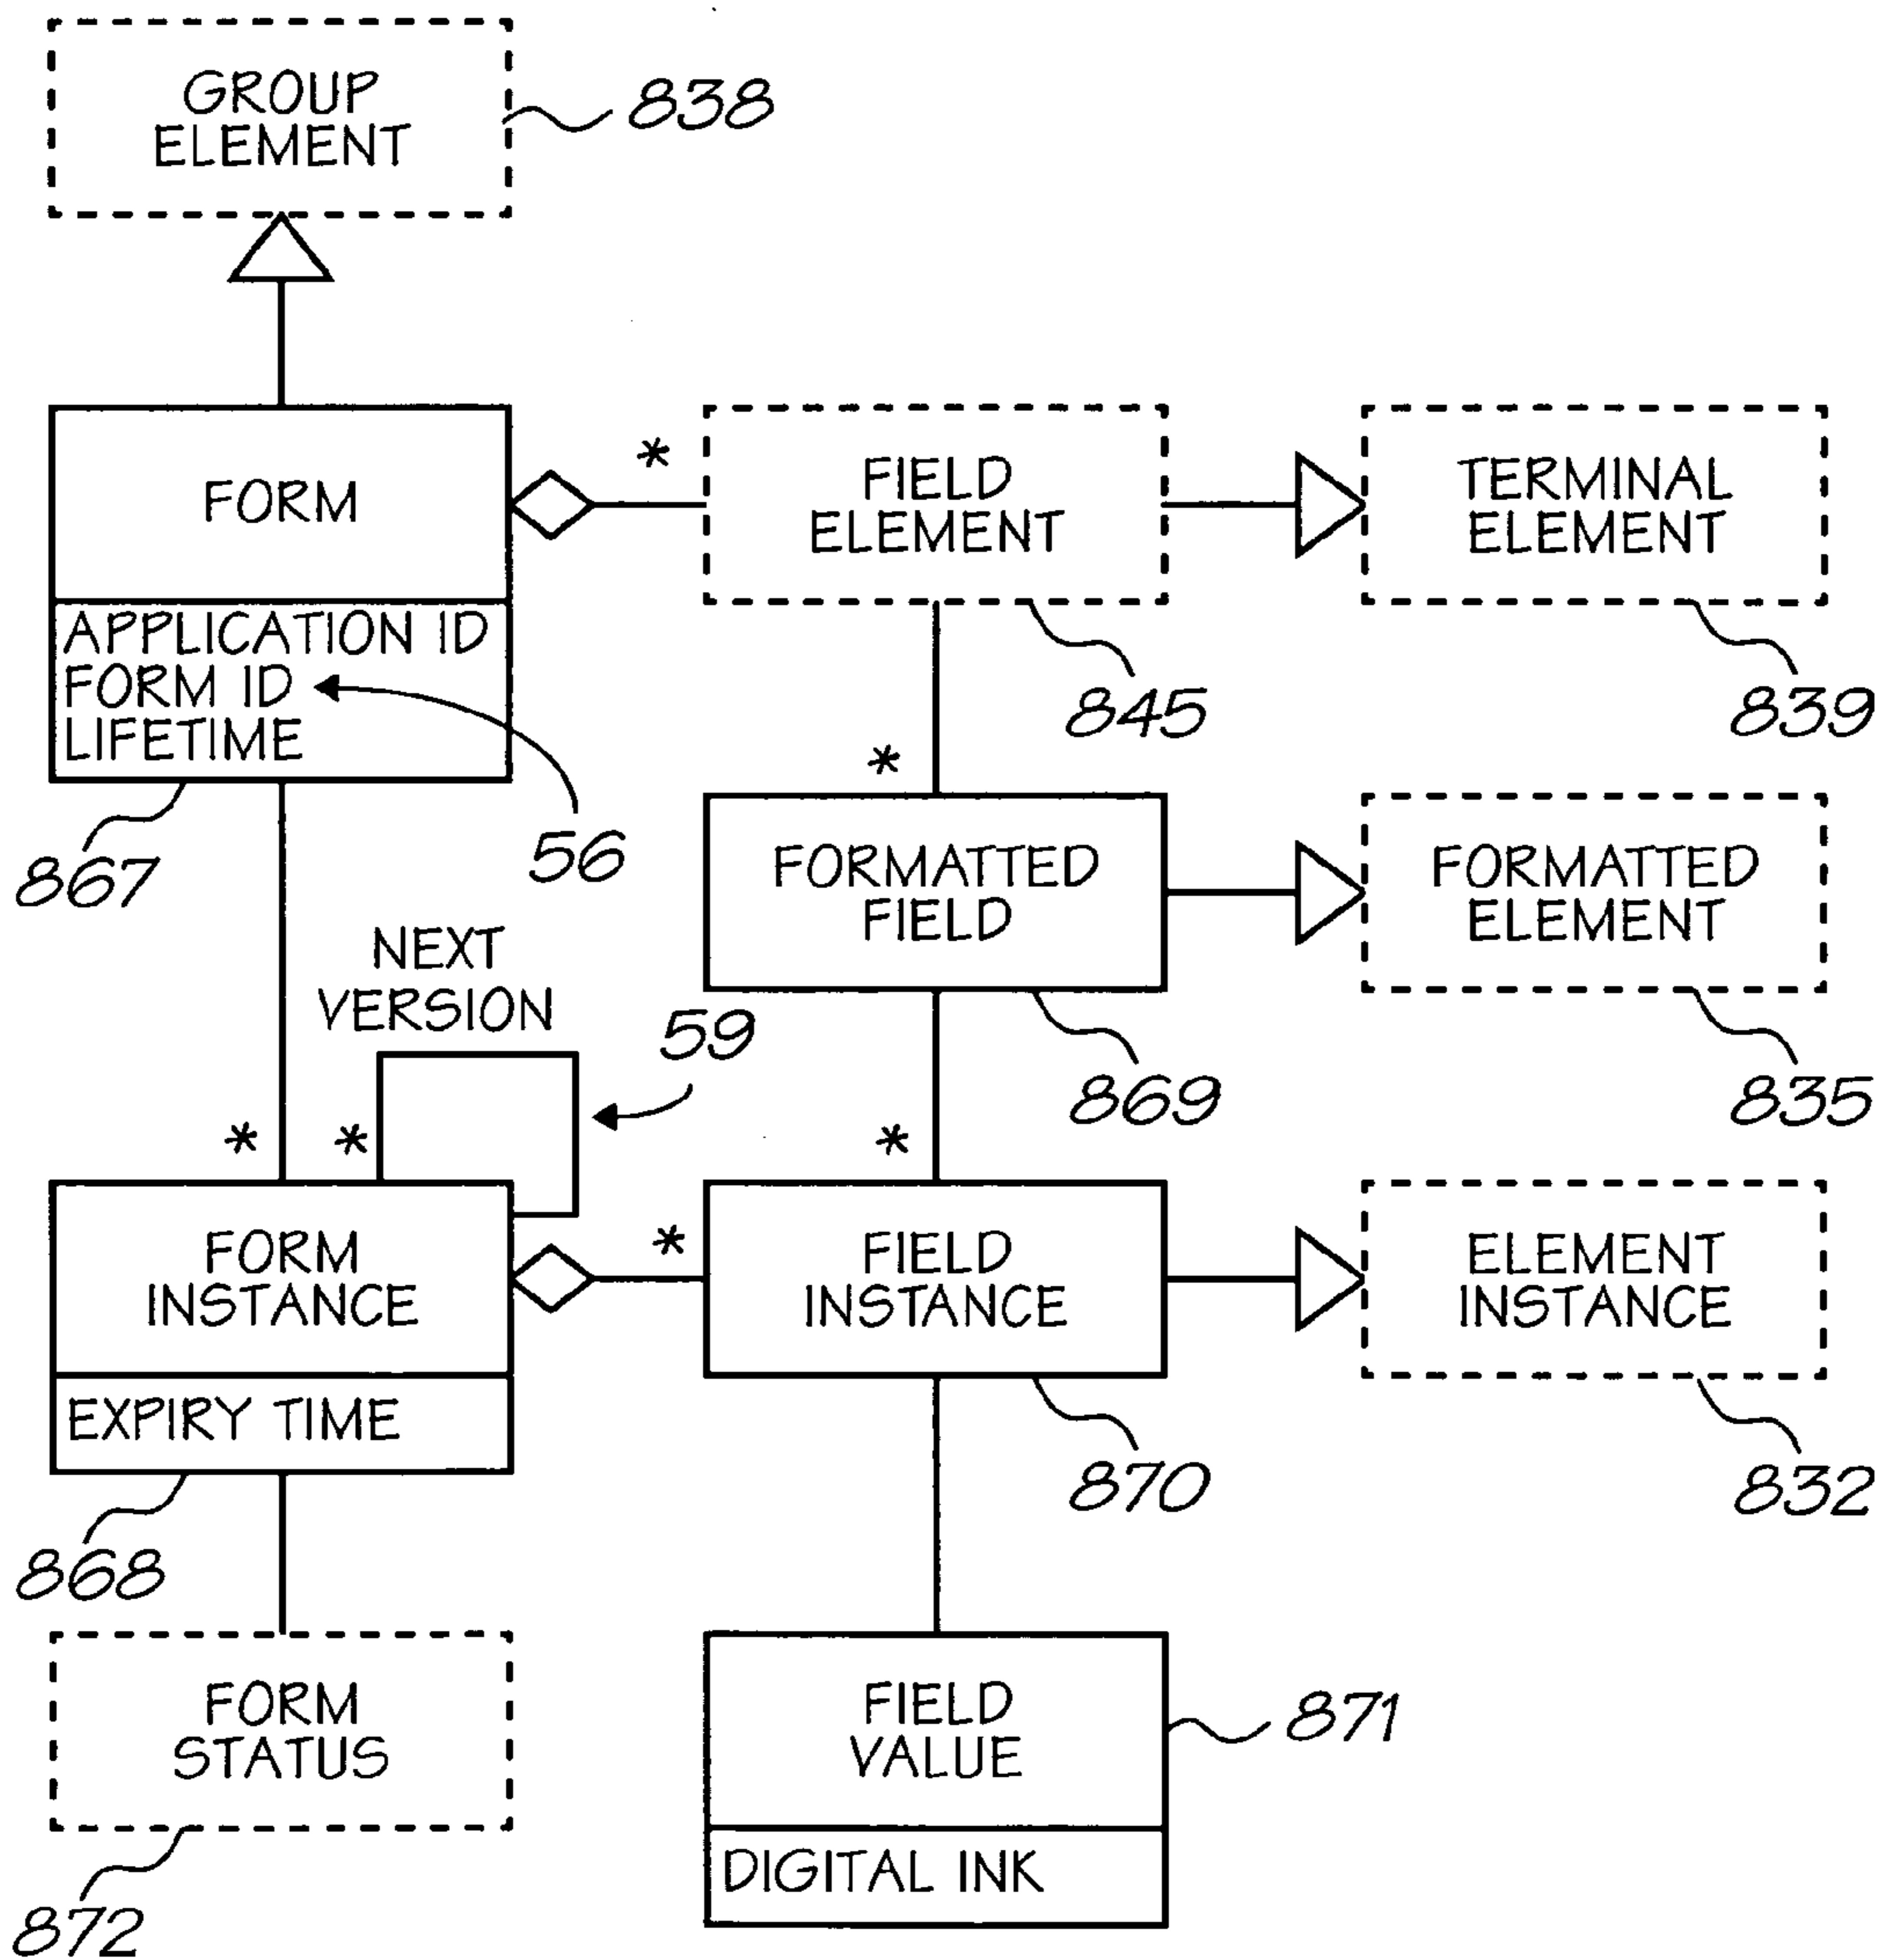 GROUP
ELEMENT
838
FORM
*
FIELD
ELEMENT
TERMINAL
ELEMENT
APPLICATION ID
FORM ID
LIFETIME
845
839
*
56
867
FORMATTED
FIELD
FORMATTED
ELEMENT
NEXT
VERSION
59
869
835
*
*
*
FORM
INSTANCE
*
FIELD
INSTANCE
ELEMENT
INSTANCE
EXPIRY TIME
870
832
868
FORM
STATUS
FIELD
VALUE
871
DIGITAL INK
872